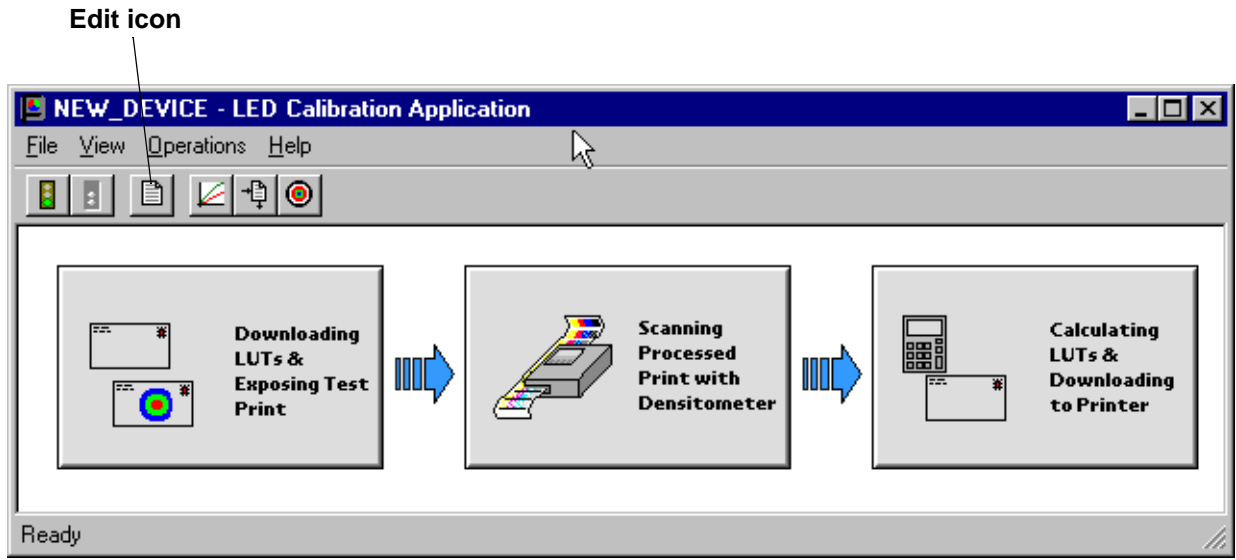 Edit icon
NEW_DEVICE - LED Calibration Application
File View Operations Help
Downloading
LUTs &
Exposing Test
Print
Scanning
Processed
Print with
Densitometer
Calculating
LUTs &
Downloading
to Printer
Ready